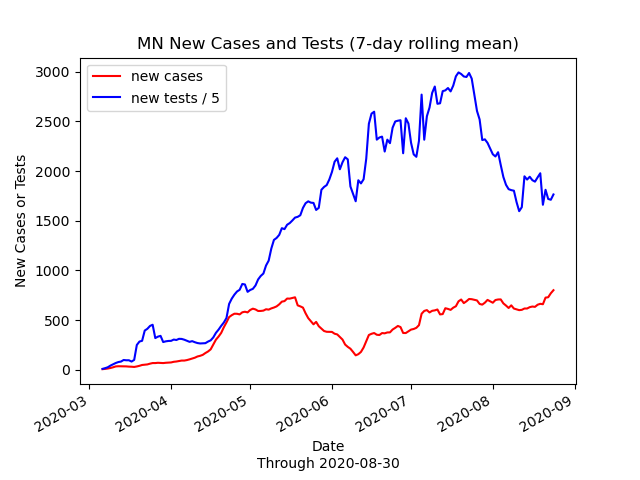 MN New Cases and Tests (7-day rolling mean)
new cases
new tests / 5
New Cases or Tests
3000
2500
2000
1500
1000
500
0
2020-03
2020-04
2020-05
2020-06
2020-07
2020-08
2020-09
Date
Through 2020-08-30